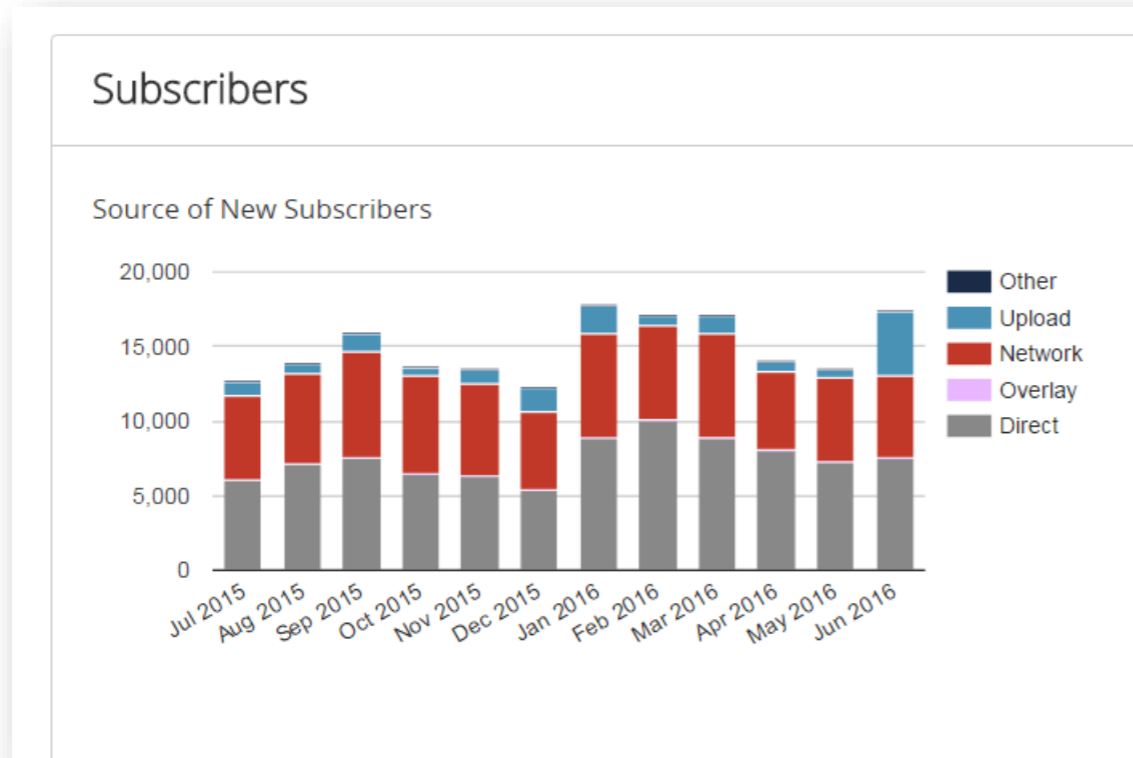 Subscribers
Source of New Subscribers
20,000
15,000
10,000
5,000
0
Jul 2015
Aug 2015
Sep 2015
Oct 2015
Nov 2015
Dec 2015
Jan 2016
Feb 2016
Mar 2016
Apr 2016
May 2016
Jun 2016
Other
Upload
Network
Overlay
Direct